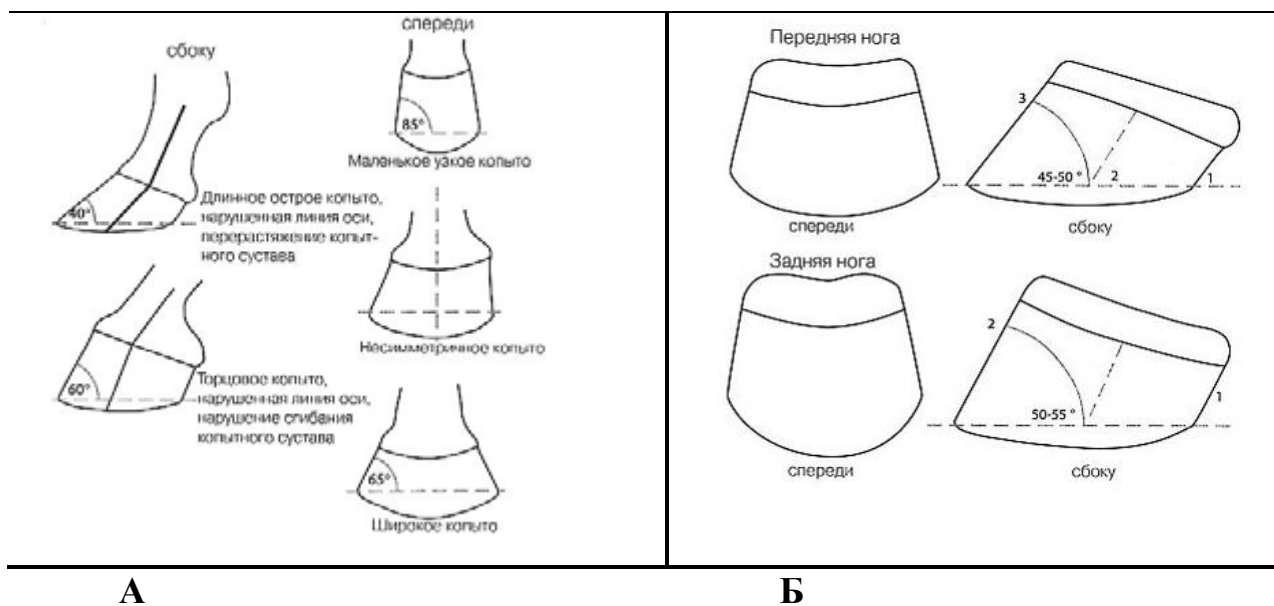 сбоку
40°
Длинное острое копыто,
нарушенная линия оси,
перерастяжение копыт-
ного сустава
60°
Торцовое копыто,
нарушенная линия оси,
нарушение сгибания
копытного сустава
спереди
85°
Маленькое узкое копыто
Несимметричное копыто
65°
Широкое копыто
А
Передняя нога
спереди
3
45-50 °
2
1
сбоку
Задняя нога
спереди
2
50-55 °
1
сбоку
Б